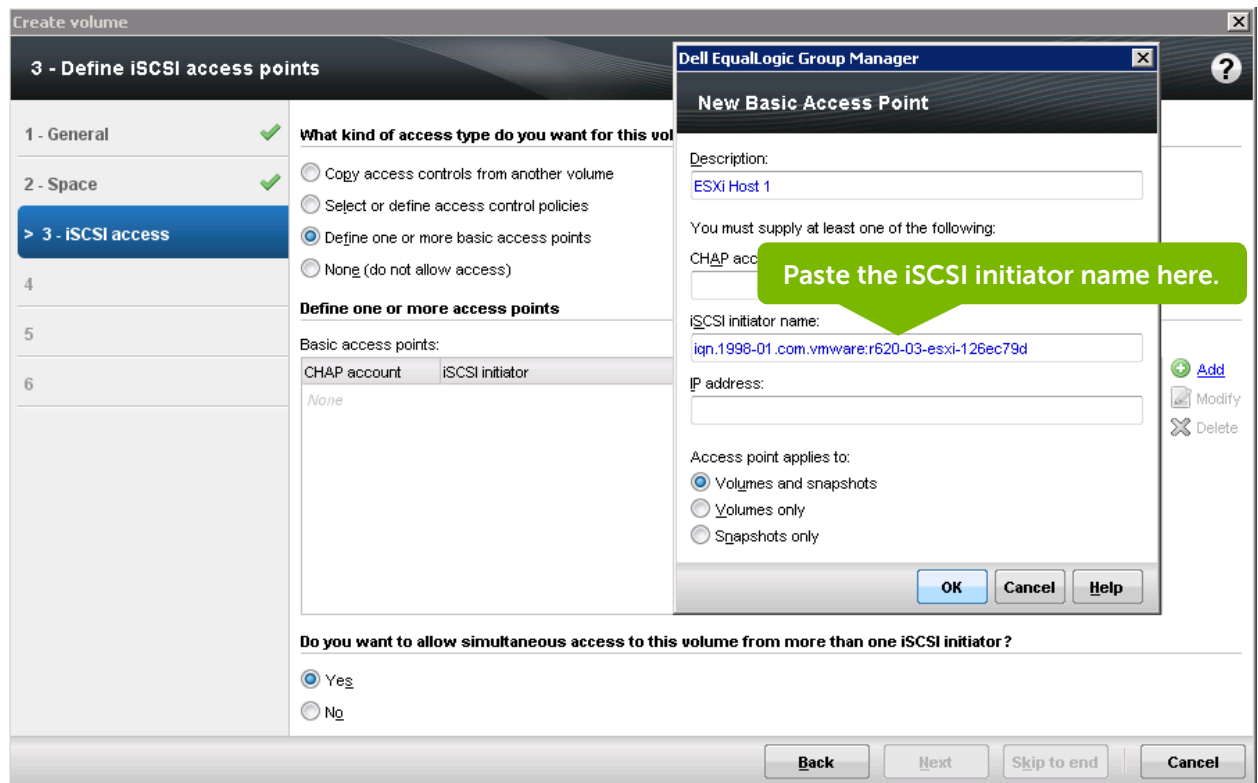 Create volume
3 - Define iSCSI access points
1 - General
2 - Space
> 3 - iSCSI access
4
5
6
What kind of access type do you want for this vol
Copy access controls from another volume
Select or define access control policies
Define one or more basic access points
None (do not allow access)
Define one or more access points
Basic access points:
CHAP account iSCSI initiator
None
Add
Modify
Delete
Do you want to allow simultaneous access to this volume from more than one iSCSI initiator?
Yes
No
Back Next Skip to end Cancel
Dell EqualLogic Group Manager
New Basic Access Point
Description:
ESXi Host 1
You must supply at least one of the following:
CHAP acc
Paste the iSCSI initiator name here.
iSCSI initiator name:
iqn.1998-01.com.vmware:r620-03-esxi-126ec79d
IP address:
Access point applies to:
Volumes and snapshots
Volumes only
Snapshots only
OK Cancel Help